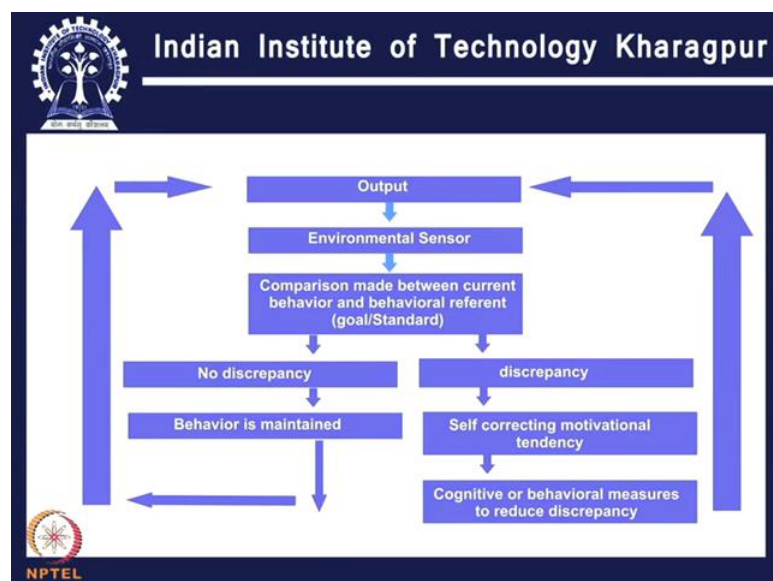 Indian Institute of Technology Kharagpur
Output
Environmental Sensor
Comparison made between current
behavior and behavioral referent
(goal/Standard)
No discrepancy
discrepancy
Behavior is maintained
Self correcting motivational
tendency
Cognitive or behavioral measures
to reduce discrepancy
NPTEL